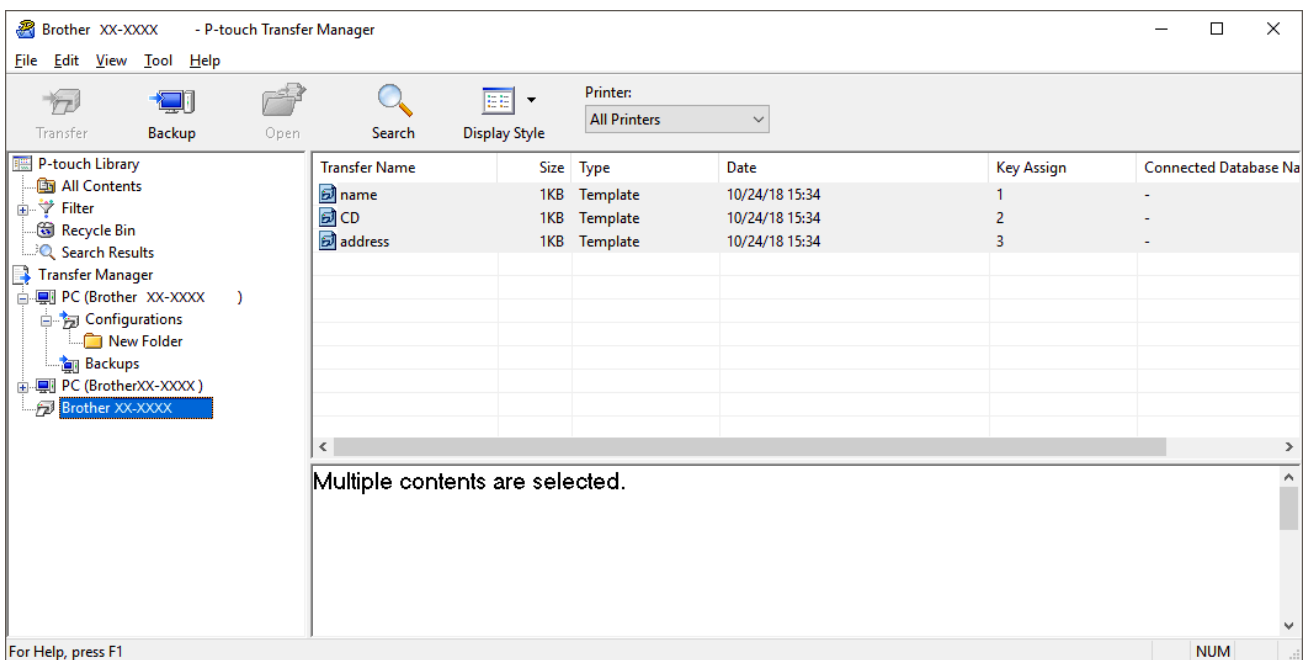 Brother XX-XXXX - P-touch Transfer Manager
File Edit View Tool Help
Transfer Backup Open Search Display Style Printer:
All Printers
P-touch Library
All Contents
Filter
Recycle Bin
Search Results
Transfer Manager
PC (Brother XX-XXXX )
Configurations
New Folder
Backups
PC (BrotherXX-XXXX )
Brother XX-XXXX
Transfer Name Size Type Date Key Assign Connected Database Na
name 1KB Template 10/24/18 15:34 1 -
CD 1KB Template 10/24/18 15:34 2 -
address 1KB Template 10/24/18 15:34 3 -
Multiple contents are selected.
For Help, press F1 NUM